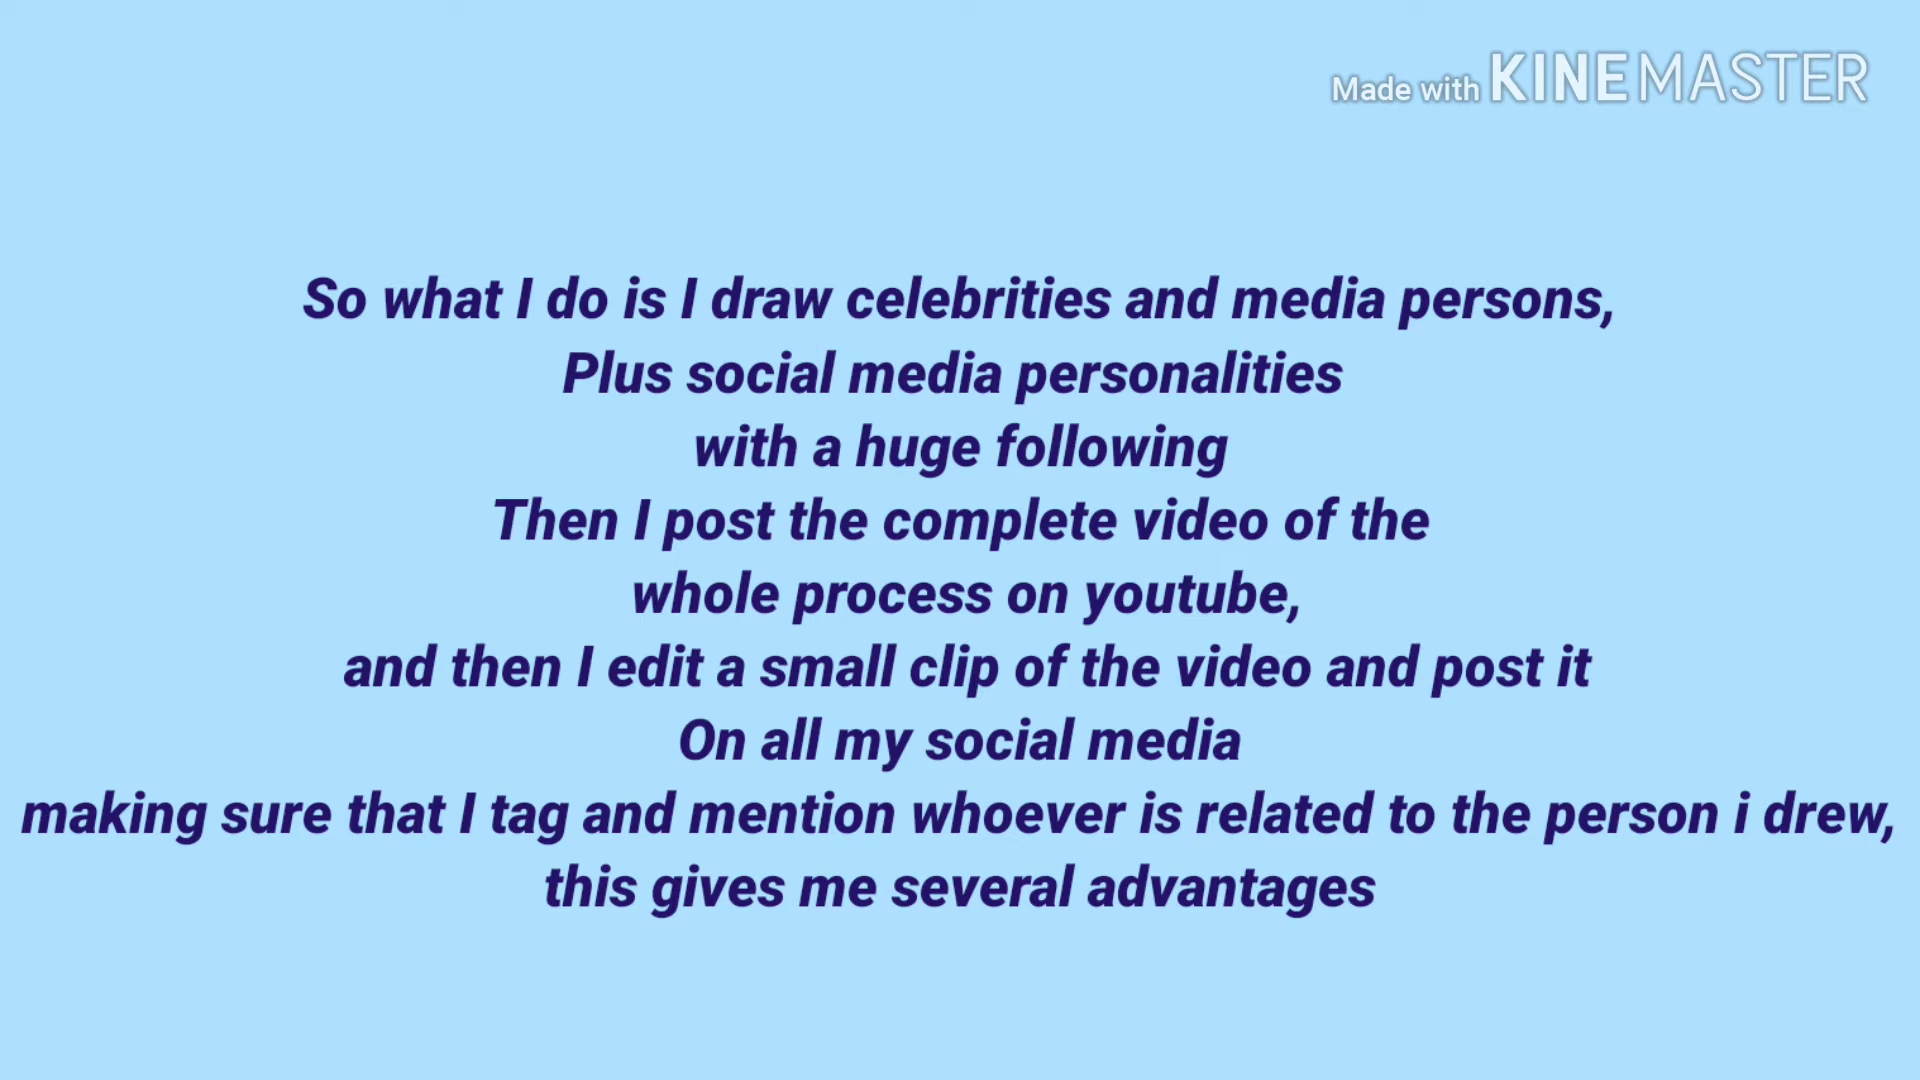 Made with KINEMASTER
So what I do is I draw celebrities and media persons,
Plus social media personalities
with a huge following
Then I post the complete video of the
whole process on youtube,
and then I edit a small clip of the video and post it
On all my social media
making sure that I tag and mention whoever is related to the person i drew,
this gives me several advantages